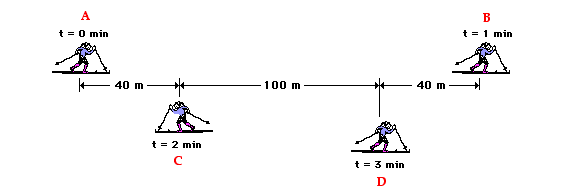 A
B
t = 0 min
t = 1 min
40 m
100 m
40 m
t = 2 min
t = 3 min
C
D